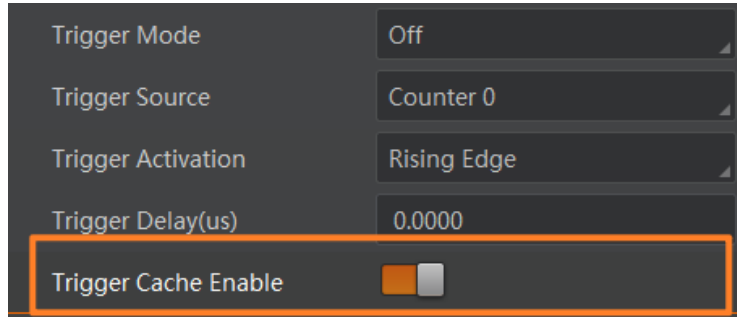 Trigger Mode Off
Trigger Source Counter 0
Trigger Activation Rising Edge
Trigger Delay(us) 0.0000
Trigger Cache Enable